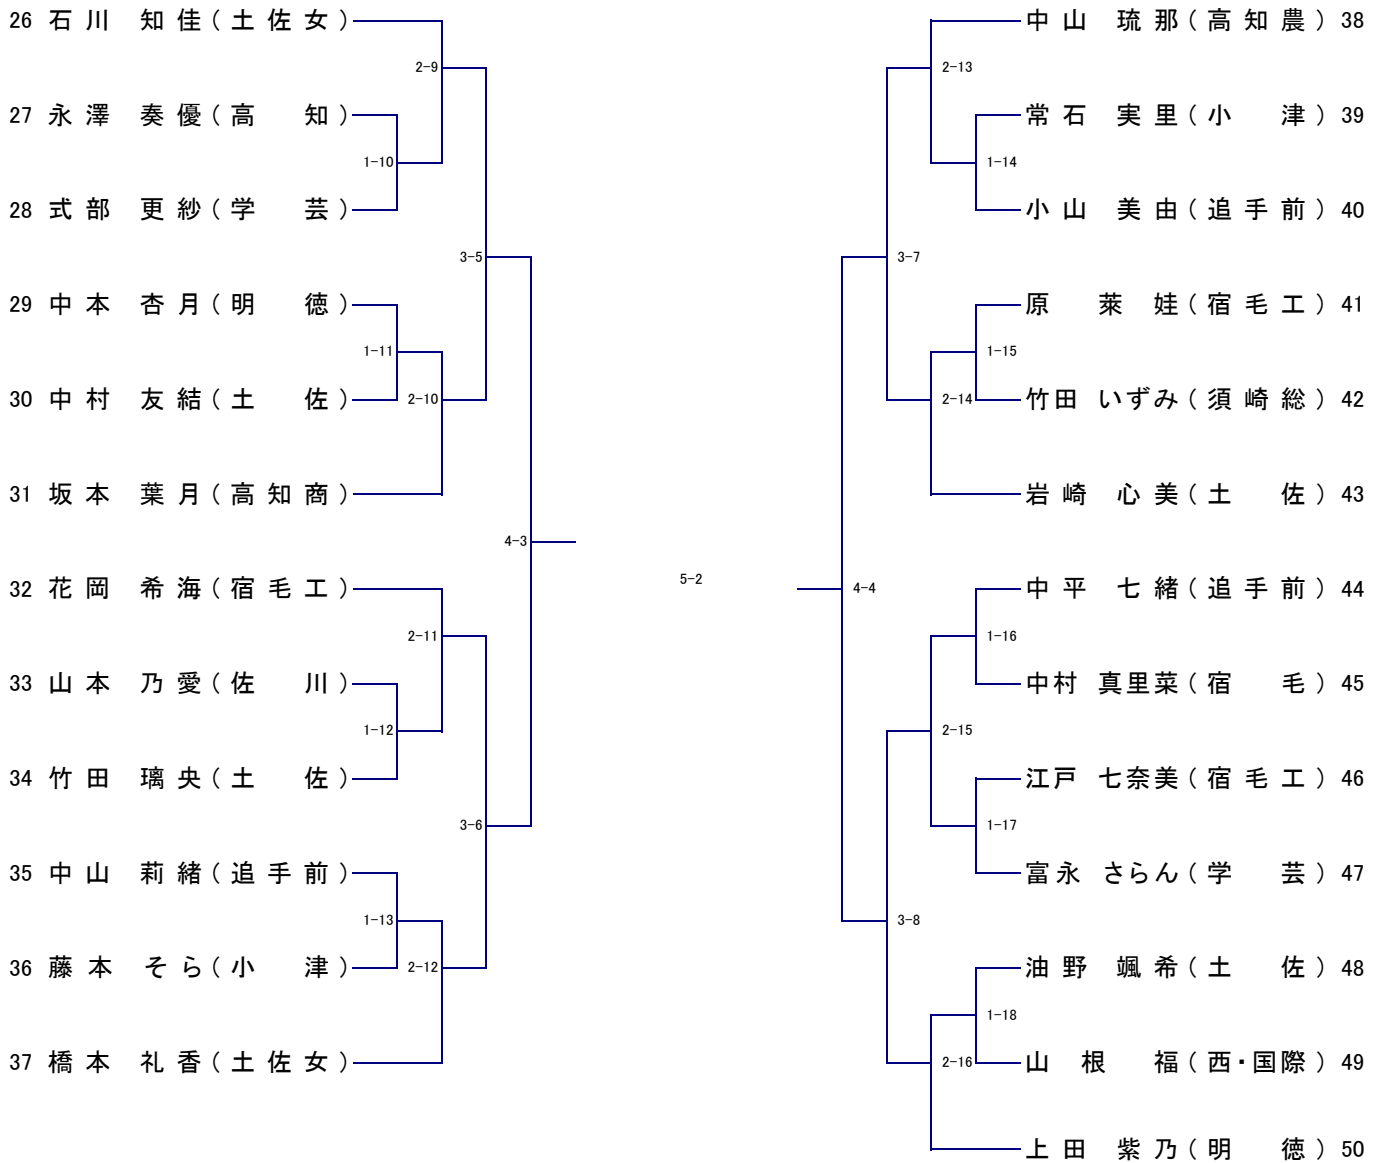 26 石川 知佳(土佐女)
2-9
27 永澤 奏優(高 知)
1-10
28 式部 更紗(学 芸)
3-5
29 中本 杏月(明 徳)
1-11
30 中村 友結(土 佐)
2-10
31 坂本 葉月(高知商)
4-3
32 花岡 希海(宿毛工)
2-11
33 山本 乃愛(佐 川)
1-12
34 竹田 璃央(土 佐)
3-6
35 中山 莉緒(追手前)
1-13
36 藤本 そら(小 津)
2-12
37 橋本 礼香(土佐女)
5-2
中山 琉那(高知農) 38
2-13
常石 実里(小 津) 39
1-14
小山 美由(追手前) 40
3-7
原 莱娃(宿毛工) 41
1-15
竹田 いずみ(須崎総) 42
2-14
岩崎 心美(土 佐) 43
4-4
中平 七緒(追手前) 44
1-16
中村 真里菜(宿 毛) 45
2-15
江戸 七奈美(宿毛工) 46
1-17
富永 さらん(学 芸) 47
3-8
油野 颯希(土 佐) 48
1-18
山根 福(西・国際) 49
2-16
上田 紫乃(明 徳) 50